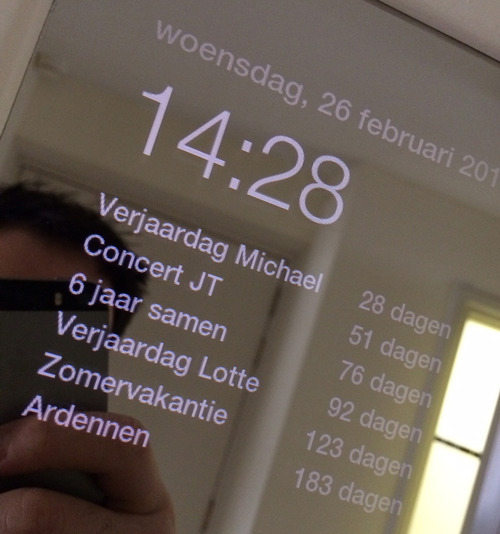 woensdag, 26 februari 201
14:28
Verjaardag Michael 28 dagen
Concert JT 51 dagen
6 jaar samen 76 dagen
Verjaardag Lotte 92 dagen
Zomervakantie 123 dagen
Ardennen 183 dagen